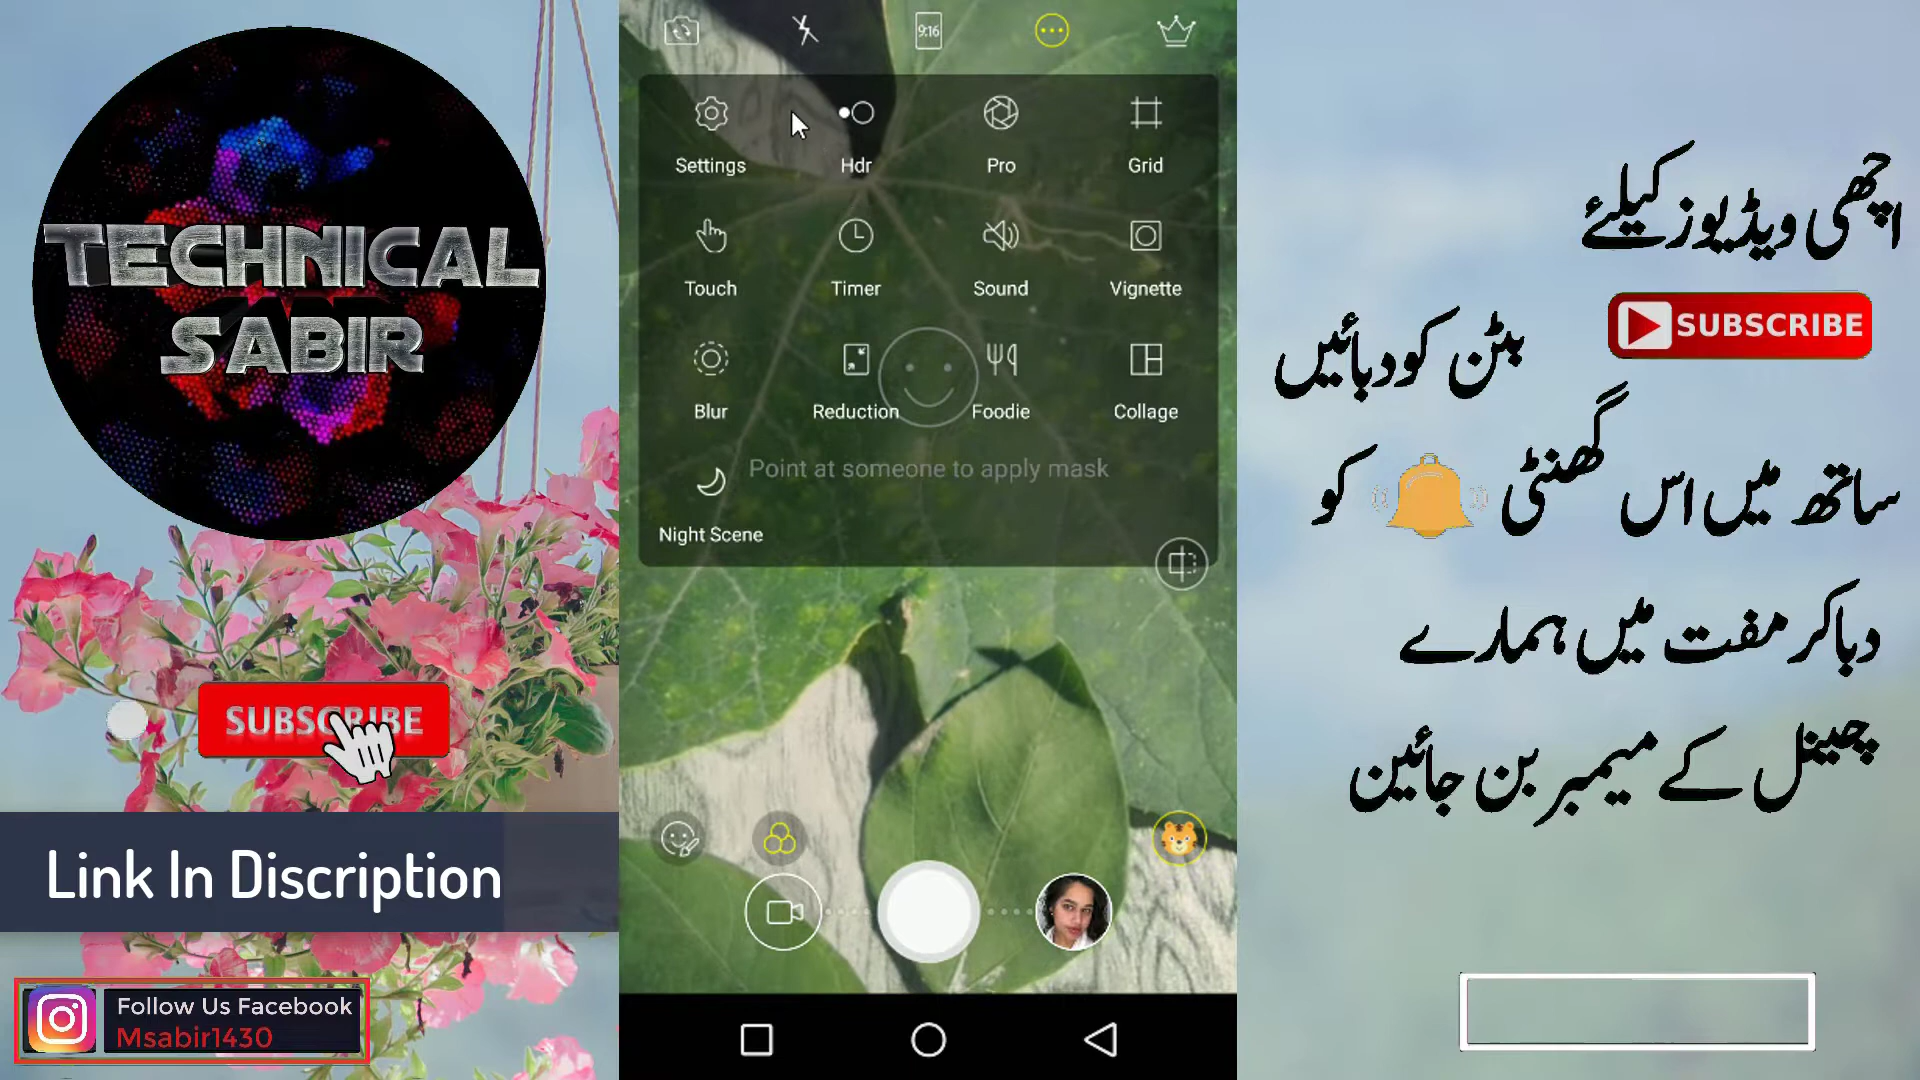 TECHNICAL
SABIR
SUBSCRIBE
Link In Discription
Follow Us Facebook
Msabir1430
9:16
Settings
Hdr
Pro
Grid
Touch
Timer
Sound
Vignette
Blur
Reduction
Foodie
Collage
Point at someone to apply mask
Night Scene
اچھی ویڈیوز کیلئے
SUBSCRIBE
بٹن کو دبائیں
ساتھ میں اس گھنٹی کو
دبا کر مفت میں ہمارے
چینل کے میمبر بن جائین